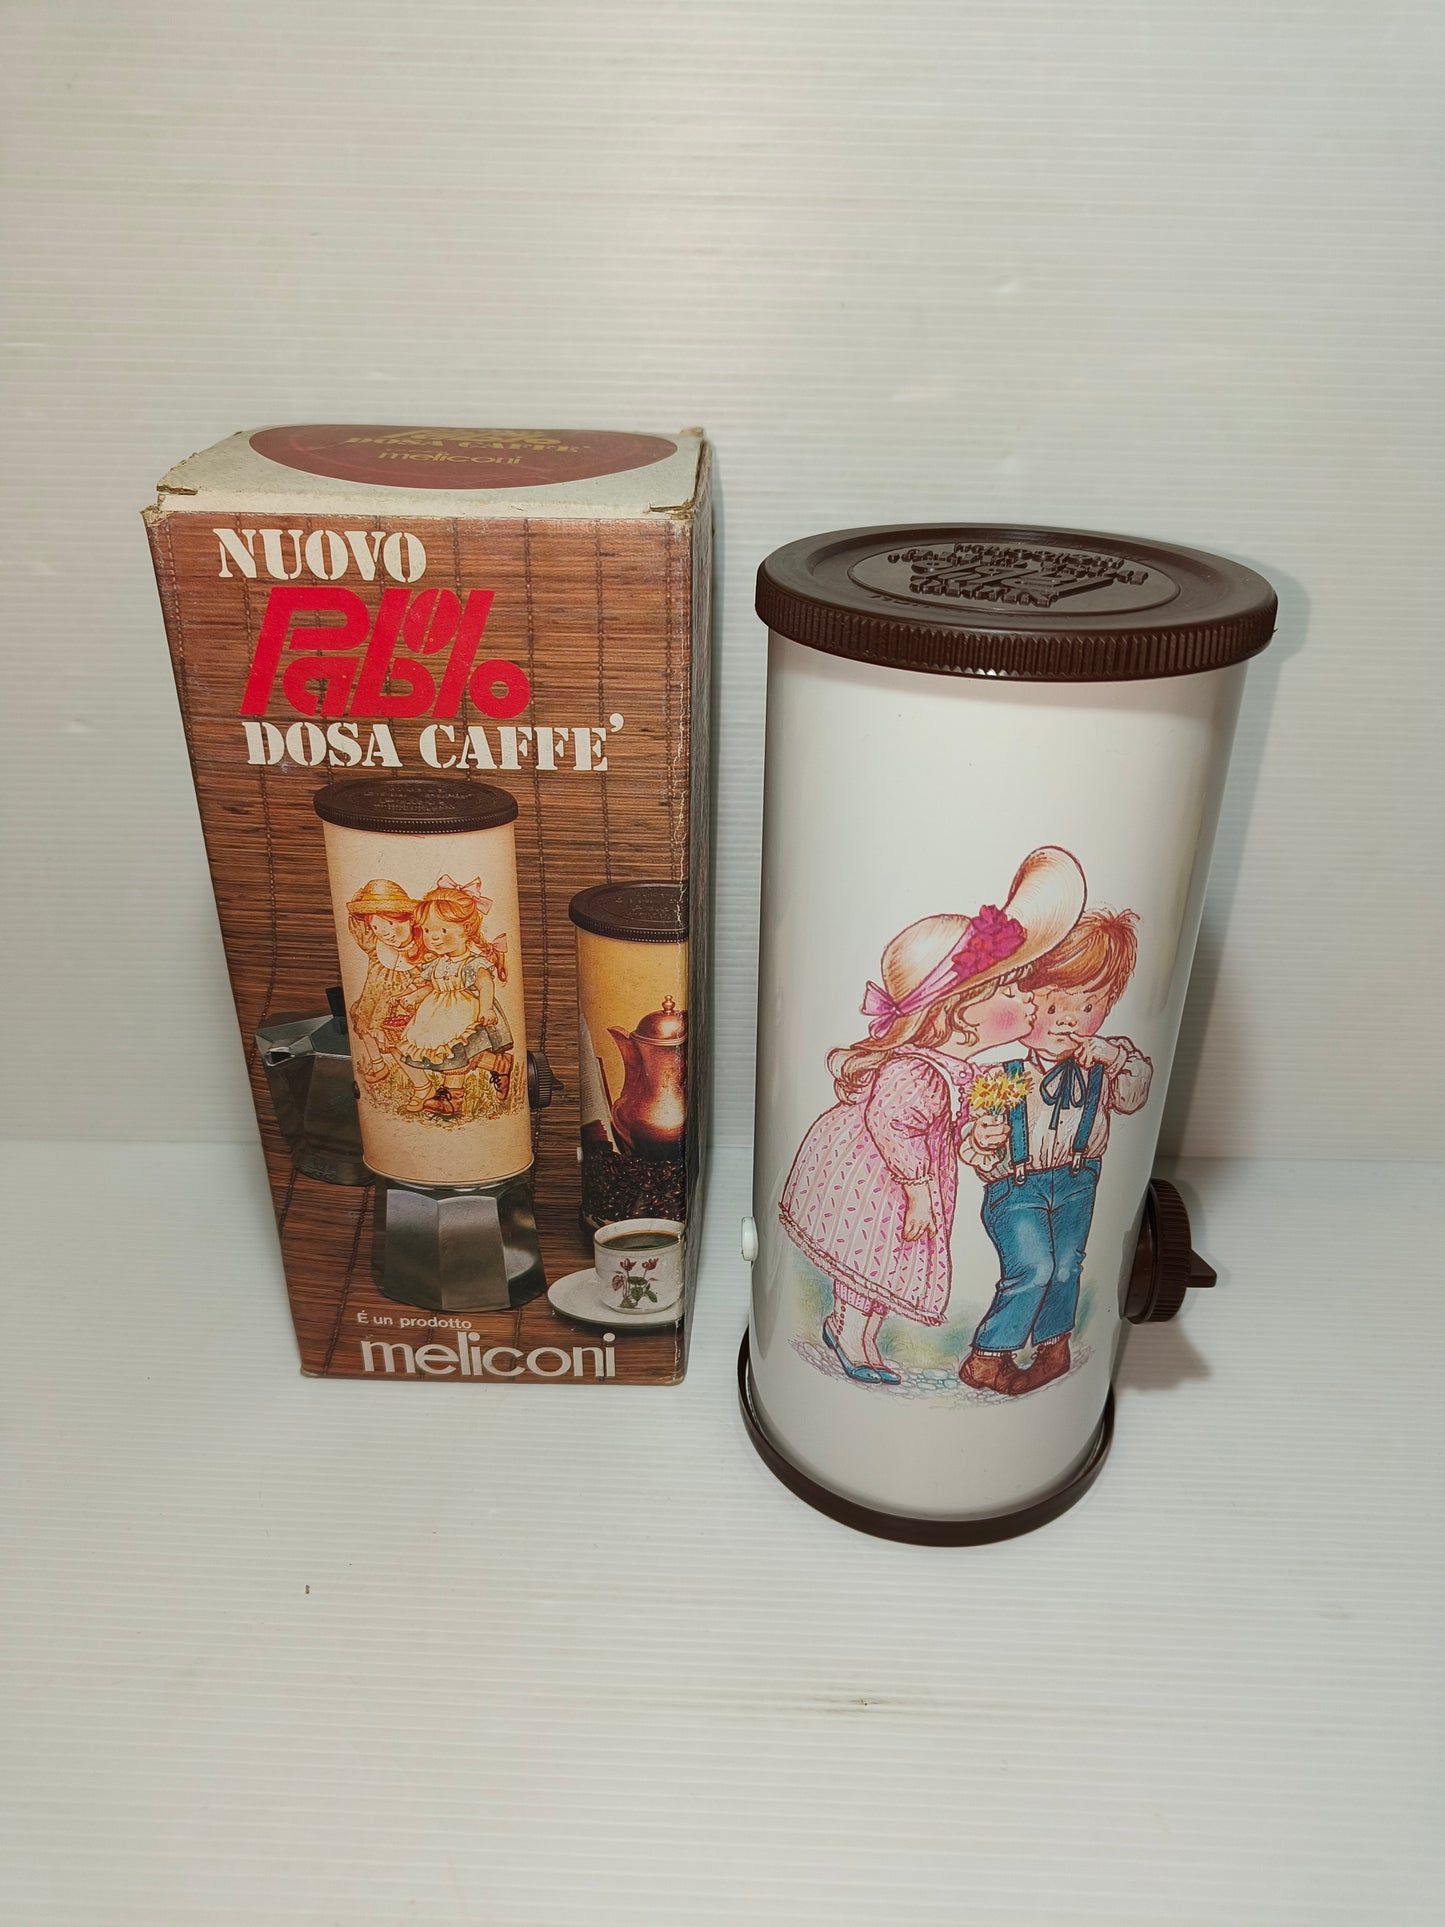 Pablo
DOSA CAFFE'
meliconi
NUOVO
Pablo
DOSA CAFFE'
É un prodotto
meliconi